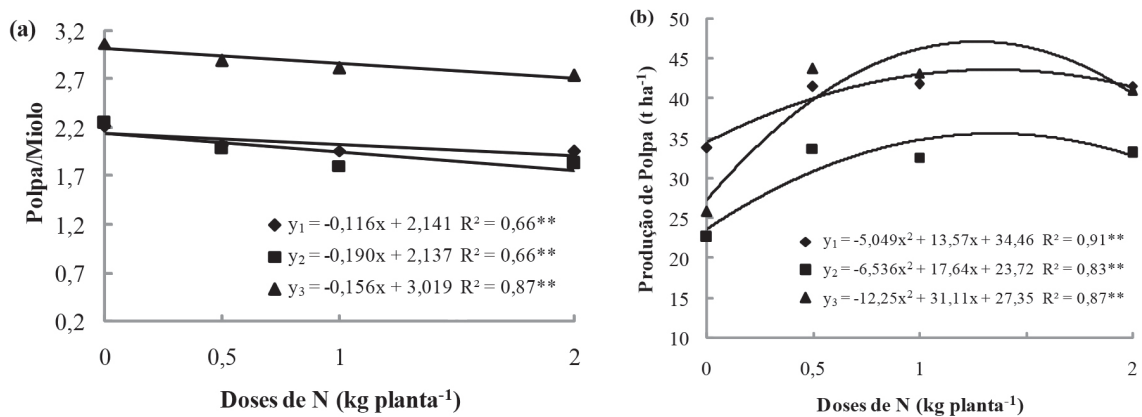 (a)
3,2
2,7
2,2
1,7
1,2
0,7
0,2
Polpa/Miolo
y₁ = -0,116x + 2,141 R² = 0,66**
y₂ = -0,190x + 2,137 R² = 0,66**
y₃ = -0,156x + 3,019 R² = 0,87**
0 0,5 1 2
Doses de N (kg planta⁻¹)
(b)
50
45
40
35
30
25
20
15
10
Produção de Polpa (t ha⁻¹)
y₁ = -5,049x² + 13,57x + 34,46 R² = 0,91**
y₂ = -6,536x² + 17,64x + 23,72 R² = 0,83**
y₃ = -12,25x² + 31,11x + 27,35 R² = 0,87**
0 0,5 1 2
Doses de N (kg planta⁻¹)